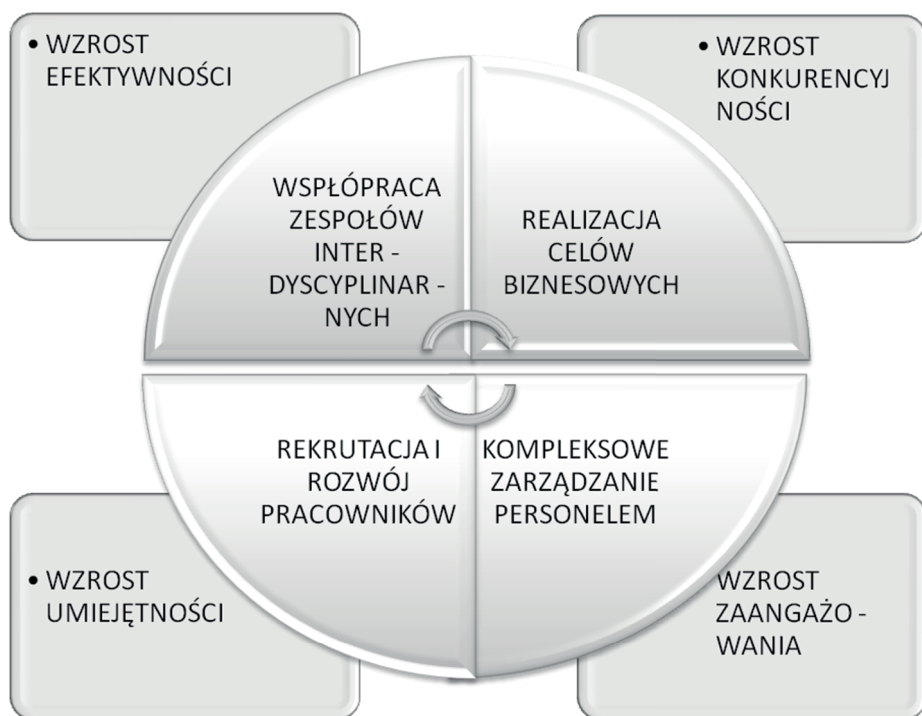 • WZROST
EFEKTYWNOŚCI
• WZROST
KONKURENCYJ
NOŚCI
WSPŁÓPRACA
ZESPOŁÓW
INTER -
DYSCYPLINAR -
NYCH
REALIZACJA
CELÓW
BIZNESOWYCH
REKRUTACJA I
ROZWÓJ
PRACOWNIKÓW
KOMPLEKSOWE
ZARZĄDZANIE
PERSONELEM
• WZROST
UMIEJĘTNOŚCI
WZROST
ZAANGAŻO -
WANIA